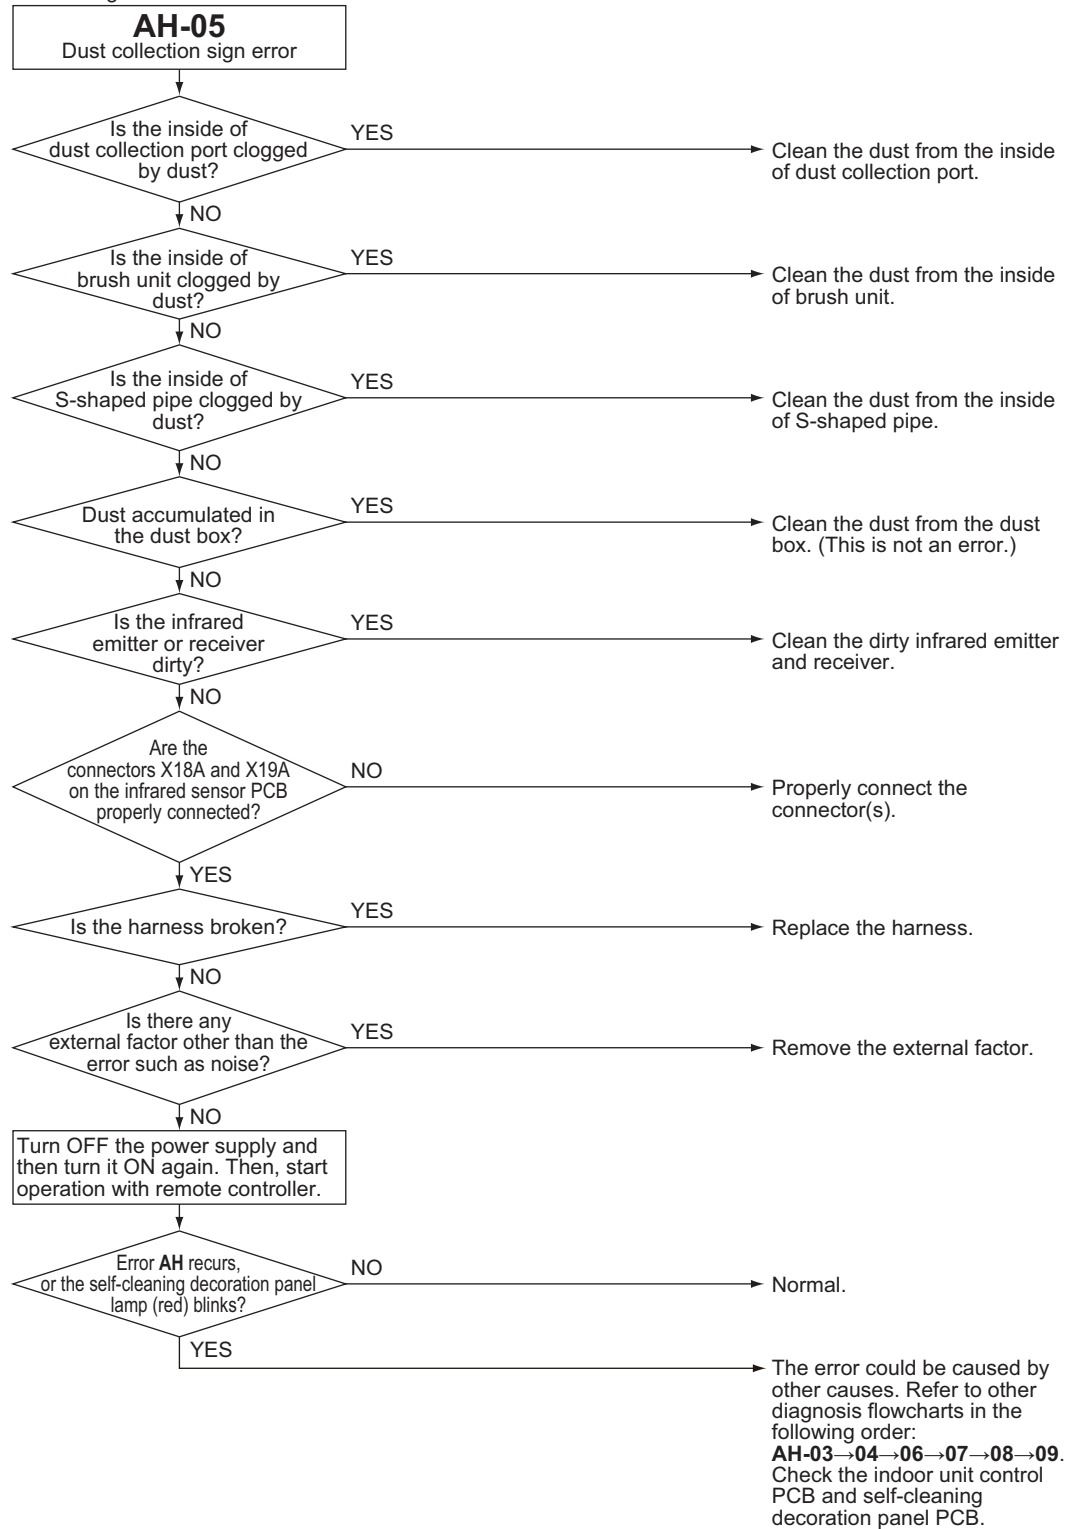 AH-05
Dust collection sign error
Is the inside of
dust collection port clogged
by dust?
YES
Clean the dust from the inside
of dust collection port.
NO
Is the inside of
brush unit clogged by
dust?
YES
Clean the dust from the inside
of brush unit.
NO
Is the inside of
S-shaped pipe clogged by
dust?
YES
Clean the dust from the inside
of S-shaped pipe.
NO
Dust accumulated in
the dust box?
YES
Clean the dust from the dust
box. (This is not an error.)
NO
Is the infrared
emitter or receiver
dirty?
YES
Clean the dirty infrared emitter
and receiver.
NO
Are the
connectors X18A and X19A
on the infrared sensor PCB
properly connected?
NO
Properly connect the
connector(s).
YES
Is the harness broken?
YES
Replace the harness.
NO
Is there any
external factor other than the
error such as noise?
YES
Remove the external factor.
NO
Turn OFF the power supply and
then turn it ON again. Then, start
operation with remote controller.
Error AH recurs,
or the self-cleaning decoration panel
lamp (red) blinks?
NO
Normal.
YES
The error could be caused by
other causes. Refer to other
diagnosis flowcharts in the
following order:
AH-03→04→06→07→08→09.
Check the indoor unit control
PCB and self-cleaning
decoration panel PCB.